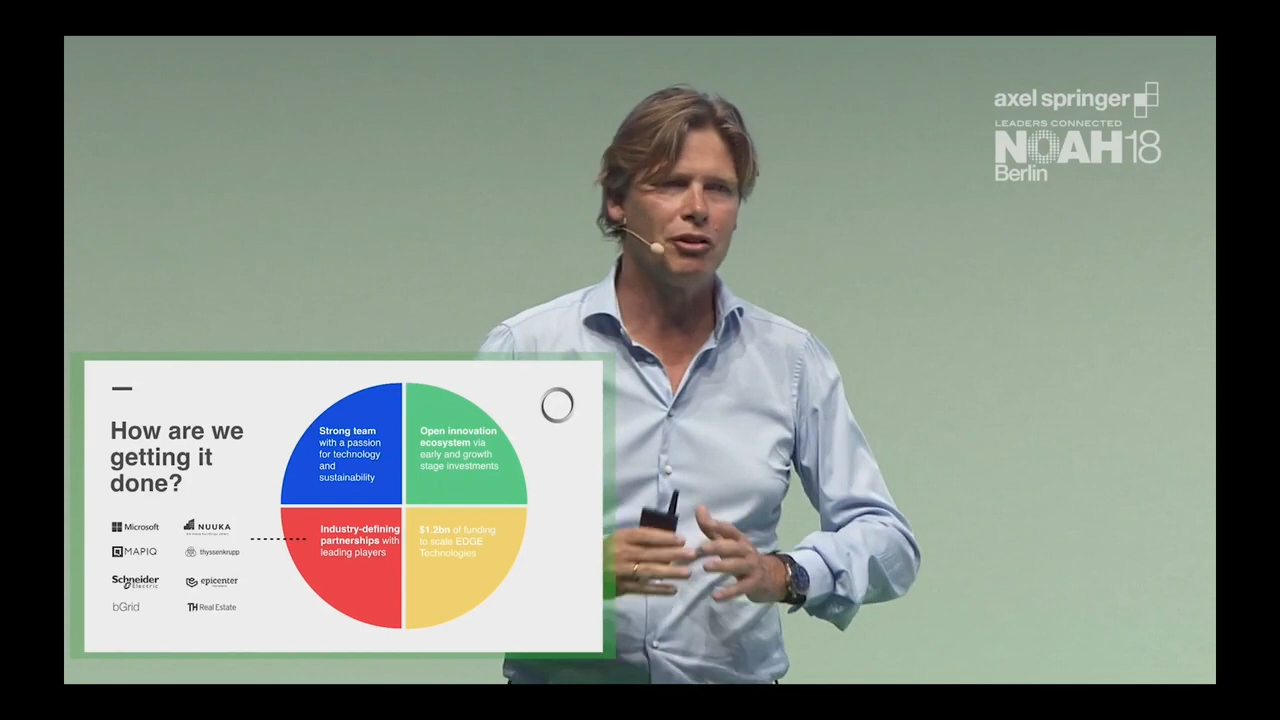 axel springer
LEADERS CONNECTED
NOAH18
Berlin
How are we
getting it
done?
Strong team
with a passion
for technology
and
sustainability
Open innovation
ecosystem via
early and growth
stage investments
Industry-defining
partnerships with
leading players
$1.2bn of funding
to scale EDGE
Technologies
Microsoft
NUUKA
MAPIQ
thyssenkrupp
Schneider
Electric
epicenter
bGrid
TH Real Estate